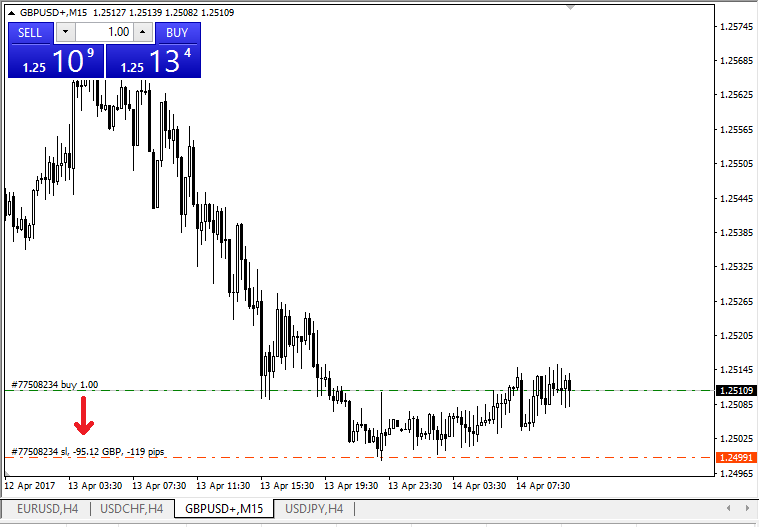 GBPUSD+,M15 1.25127 1.25139 1.25082 1.25109
SELL 1.00 BUY
1.25 10 9 1.25 13 4
1.25745
1.25685
1.25625
1.25565
1.25505
1.25445
1.25385
1.25325
1.25265
1.25205
1.25145
#77508234 buy 1.00
1.25109
1.25085
1.25025
#77508234 sl, -95.12 GBP, -119 pips
1.24991
1.24965
12 Apr 2017 13 Apr 03:30 13 Apr 07:30 13 Apr 11:30 13 Apr 15:30 13 Apr 19:30 13 Apr 23:30 14 Apr 03:30 14 Apr 07:30
EURUSD,H4 USDCHF,H4 GBPUSD+,M15 USDJPY,H4